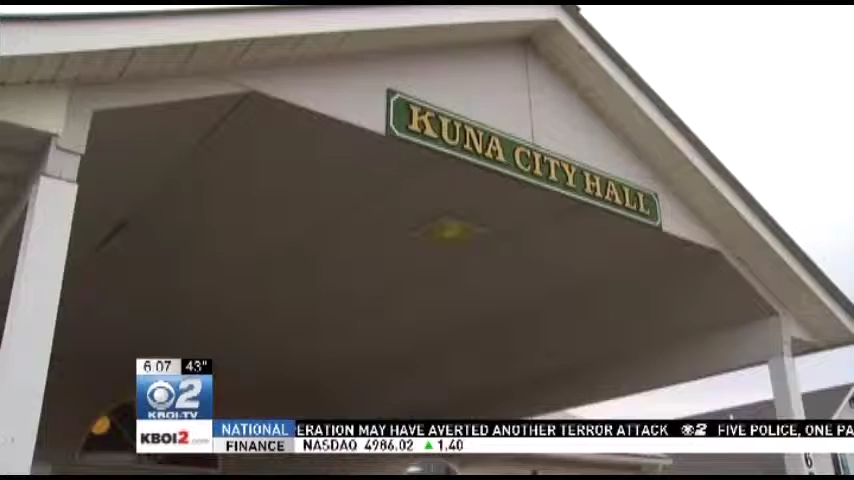 KUNA CITY HALL
6:07 43°
2
KBOI-TV
KBOI2.com
NATIONAL ERATION MAY HAVE AVERTED ANOTHER TERROR ATTACK 2 FIVE POLICE, ONE PA
FINANCE NASDAQ 4986.02 ▲ 1.40
6